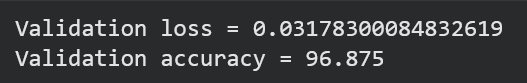 Validation loss = 0.03178300084832619
Validation accuracy = 96.875